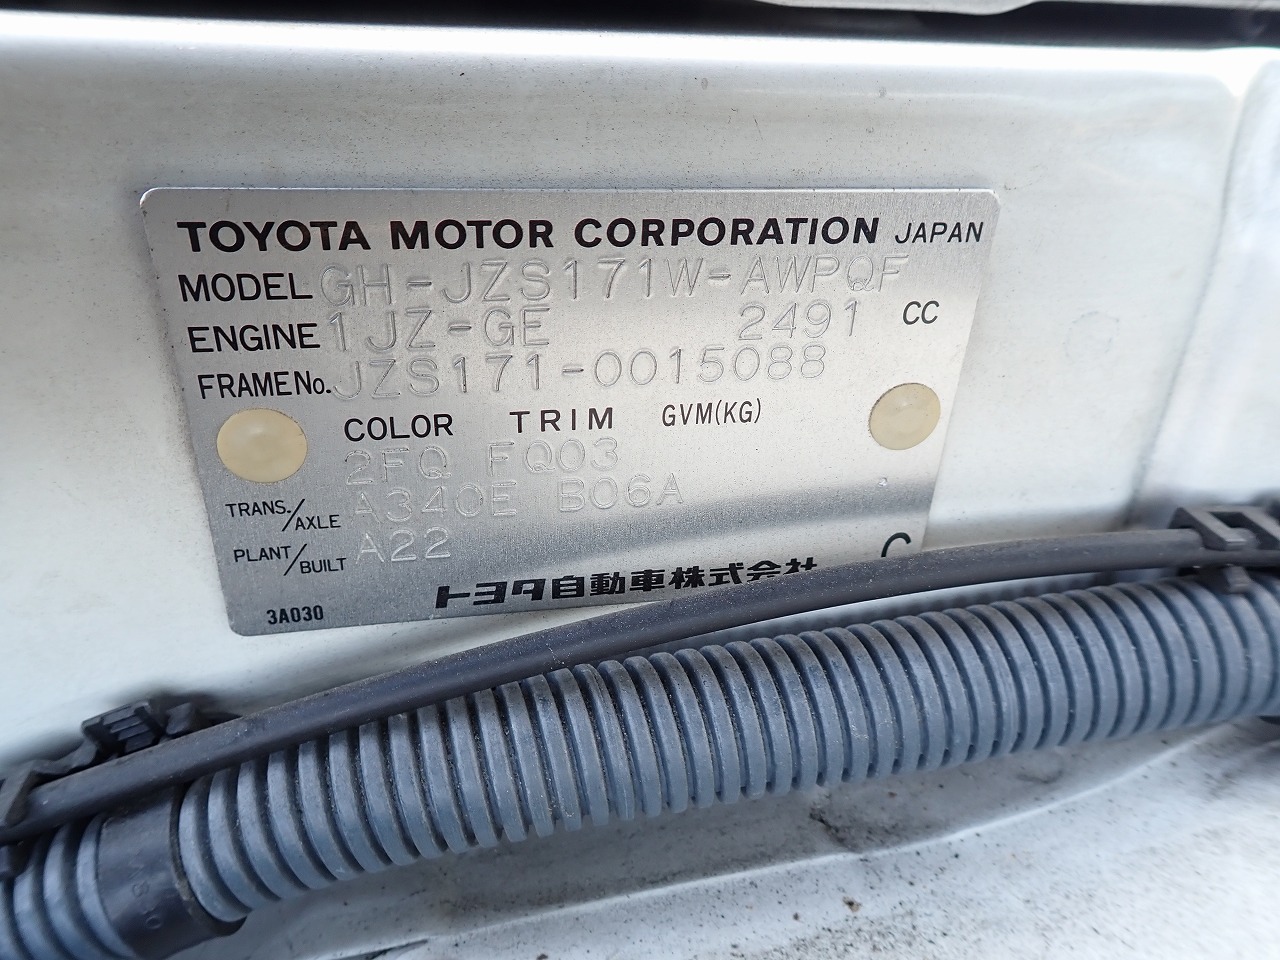 TOYOTA MOTOR CORPORATION JAPAN
MODEL GH-JZS171W-AWPQF
ENGINE 1JZ-GE 2491 CC
FRAME No. JZS171-0015088
COLOR TRIM GVM(KG)
2FQ FQ03
TRANS./AXLE A340E B06A
PLANT/BUILT A22
C
トヨタ自動車株式会社
3A030